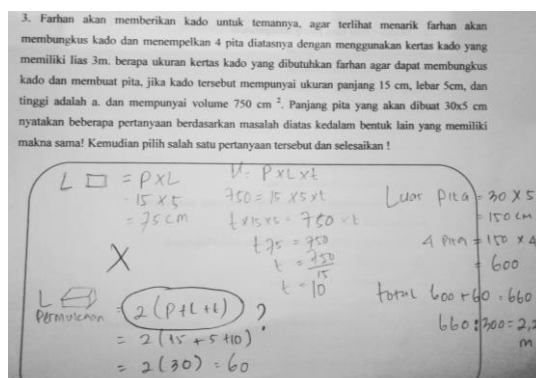 3. Farhan akan memberikan kado untuk temannya, agar terlihat menarik farhan akan
membungkus kado dan menempelkan 4 pita diatasnya dengan menggunakan kertas kado yang
memiliki lias 3m. berapa ukuran kertas kado yang dibutuhkan farhan agar dapat membungkus
kado dan membuat pita, jika kado tersebut mempunyai ukuran panjang 15 cm, lebar 5cm, dan
tinggi adalah a. dan mempunyai volume 750 cm ². Panjang pita yang akan dibuat 30x5 cm
nyatakan beberapa pertanyaan berdasarkan masalah diatas kedalam bentuk lain yang memiliki
makna sama! Kemudian pilih salah satu pertanyaan tersebut dan selesaikan !
L = P x L
15 x 5
= 75 cm
X
V = P x L x t
750 = 15 x 5 x t
t x 15 x 5 = 750 x t
t 75 = 750
t = 750
15
t = 10
Luas Pita = 30 x 5
= 150 cm
4 Pita = 150 x 4
= 600
total 600 + 60 = 660
660 : 300 = 2,2
m
L
Permukaan = 2 (P + L + t) ?
= 2 (15 + 5 + 10)
= 2 (30) = 60